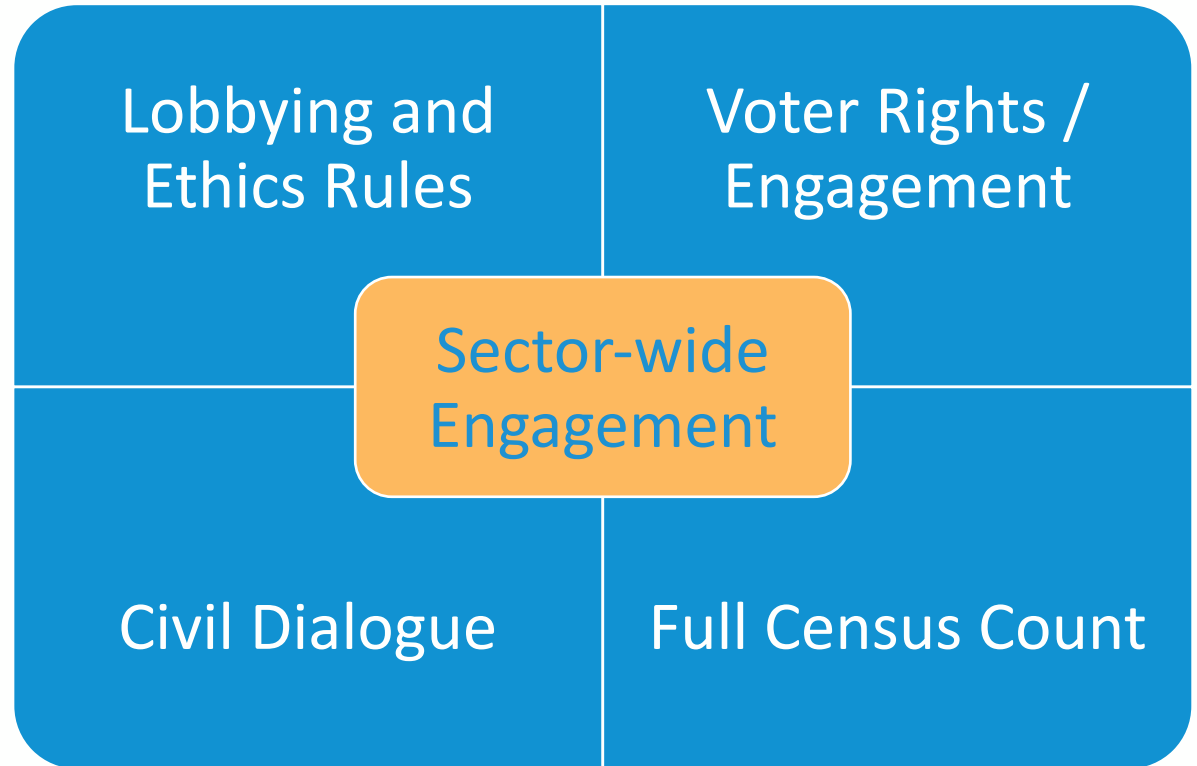 Lobbying and
Ethics Rules
Voter Rights /
Engagement
Sector-wide
Engagement
Civil Dialogue
Full Census Count